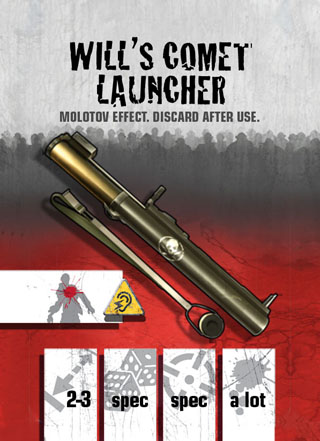 WILL'S COMET
LAUNCHER
MOLOTOV EFFECT. DISCARD AFTER USE.
2-3 spec spec a lot